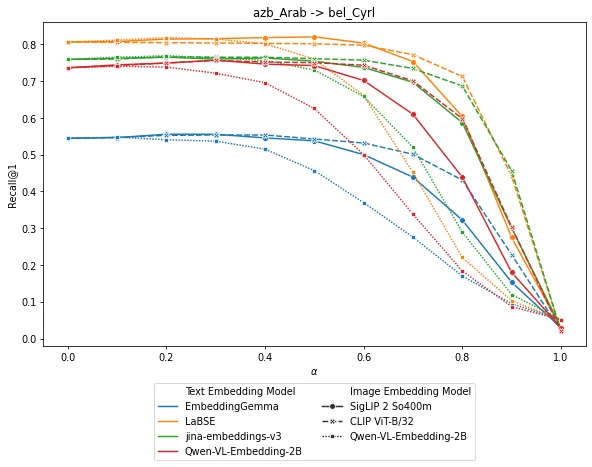 azb_Arab -> bel_Cyrl
Recall@1
0.8
0.7
0.6
0.5
0.4
0.3
0.2
0.1
0.0
0.0 0.2 0.4 0.6 0.8 1.0
α
Text Embedding Model
EmbeddingGemma
LaBSE
jina-embeddings-v3
Qwen-VL-Embedding-2B
Image Embedding Model
SigLIP 2 So400m
CLIP ViT-B/32
Qwen-VL-Embedding-2B